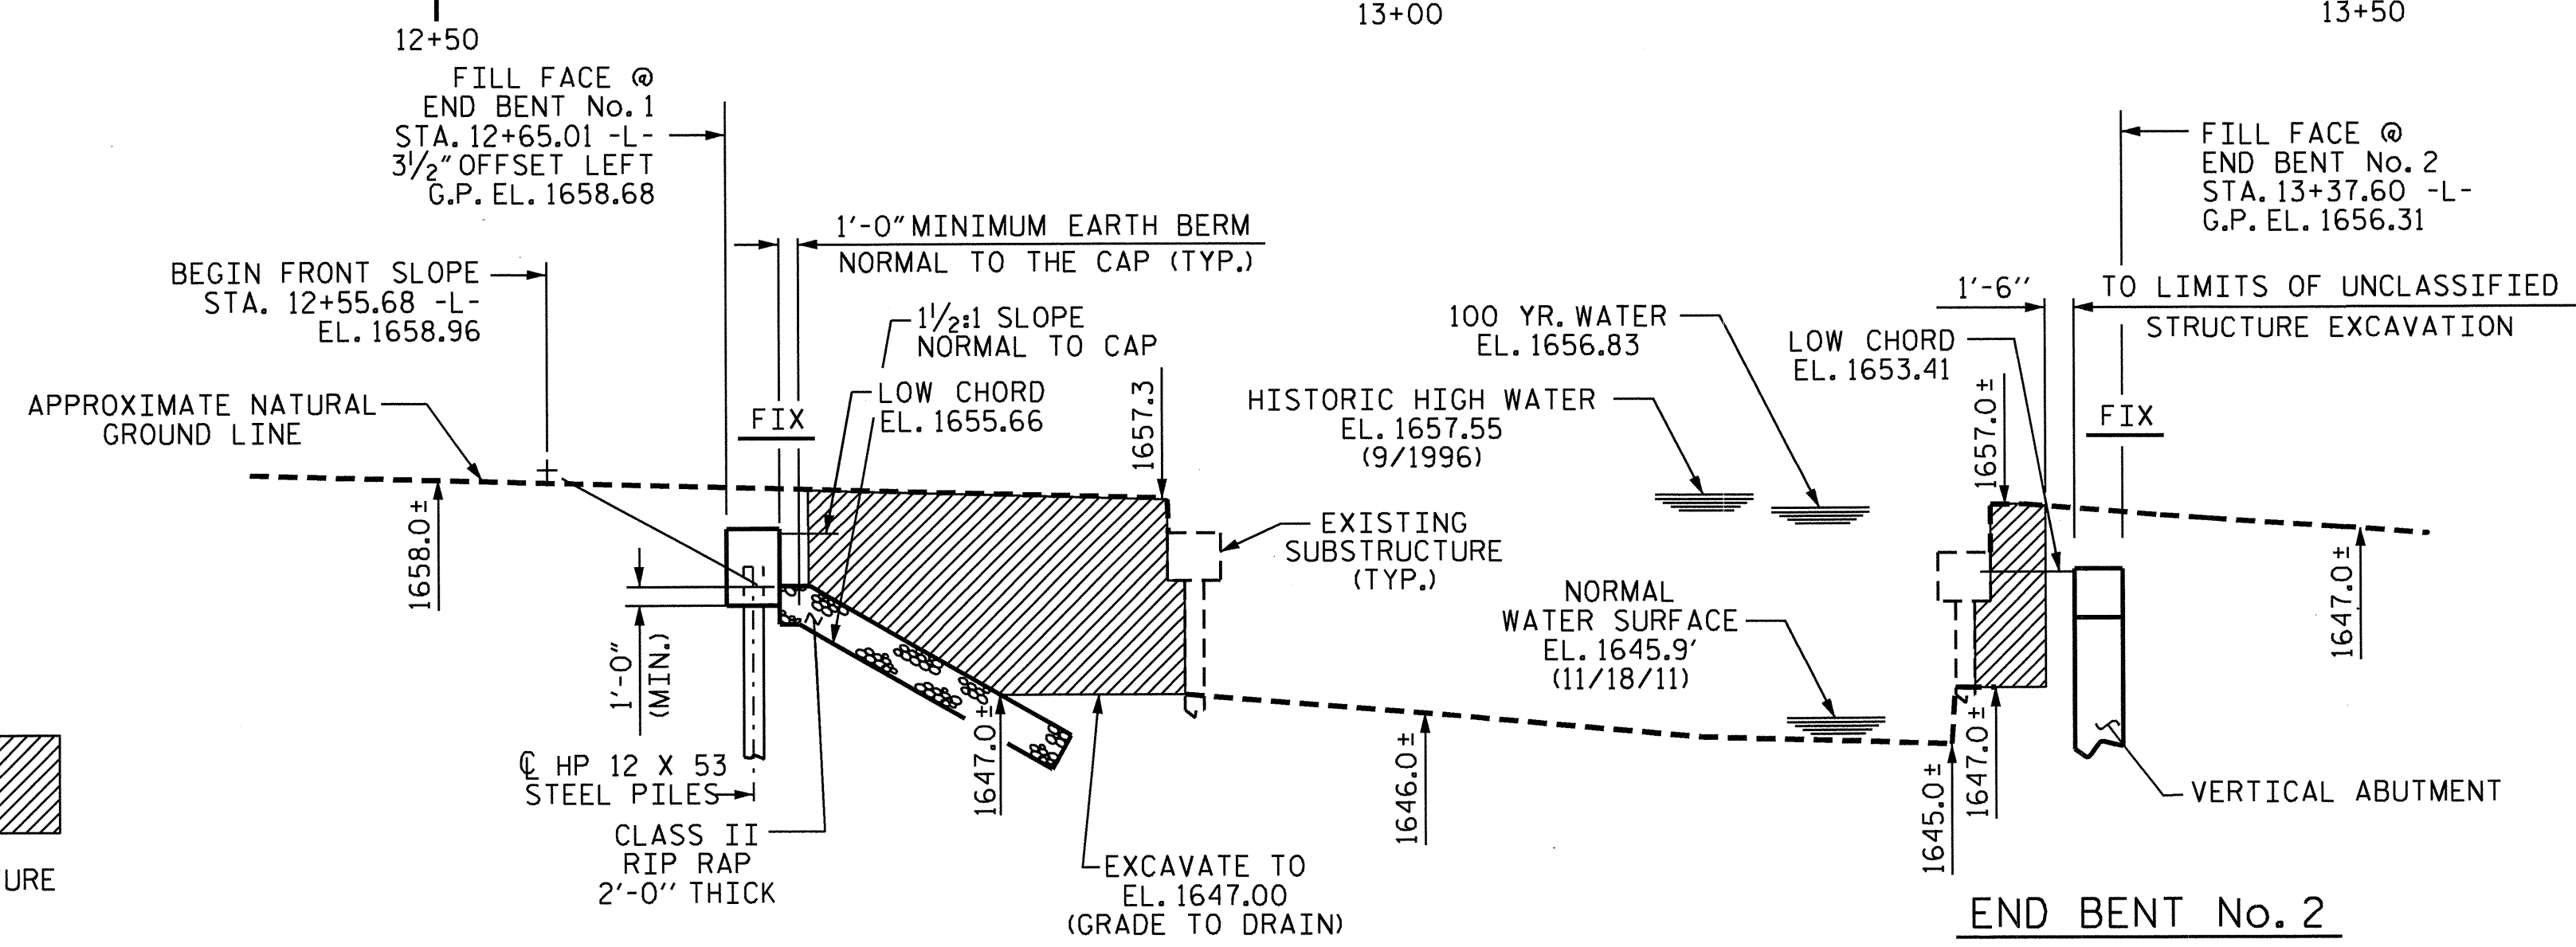 12+50
13+00
13+50
FILL FACE @
END BENT No. 1
STA. 12+65.01 -L-
3½" OFFSET LEFT
G.P. EL. 1658.68
FILL FACE @
END BENT No. 2
STA. 13+37.60 -L-
G.P. EL. 1656.31
1'-0" MINIMUM EARTH BERM
NORMAL TO THE CAP (TYP.)
BEGIN FRONT SLOPE
STA. 12+55.68 -L-
EL. 1658.96
1½:1 SLOPE
NORMAL TO CAP
LOW CHORD
EL. 1655.66
100 YR. WATER
EL. 1656.83
LOW CHORD
EL. 1653.41
1'-6"
TO LIMITS OF UNCLASSIFIED
STRUCTURE EXCAVATION
APPROXIMATE NATURAL
GROUND LINE
FIX
1657.3
HISTORIC HIGH WATER
EL. 1657.55
(9/1996)
1657.0±
FIX
1658.0±
EXISTING
SUBSTRUCTURE
(TYP.)
NORMAL
WATER SURFACE
EL. 1645.9'
(11/18/11)
1647.0±
1'-0"
(MIN.)
2
℄ HP 12 X 53
STEEL PILES
1647.0±
1646.0±
1645.0±
1647.0±
VERTICAL ABUTMENT
CLASS II
RIP RAP
2'-0" THICK
EXCAVATE TO
EL. 1647.00
(GRADE TO DRAIN)
URE
END BENT No. 2